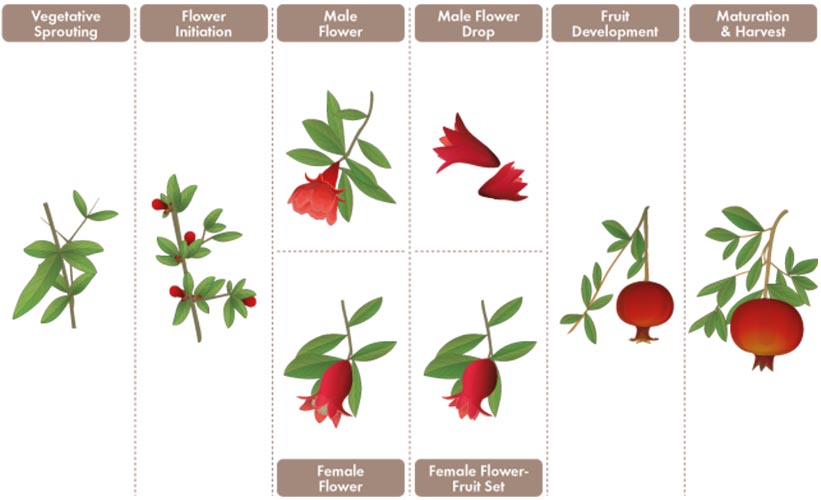 Vegetative
Sprouting
Flower
Initiation
Male
Flower
Male Flower
Drop
Fruit
Development
Maturation
& Harvest
Female
Flower
Female Flower-
Fruit Set